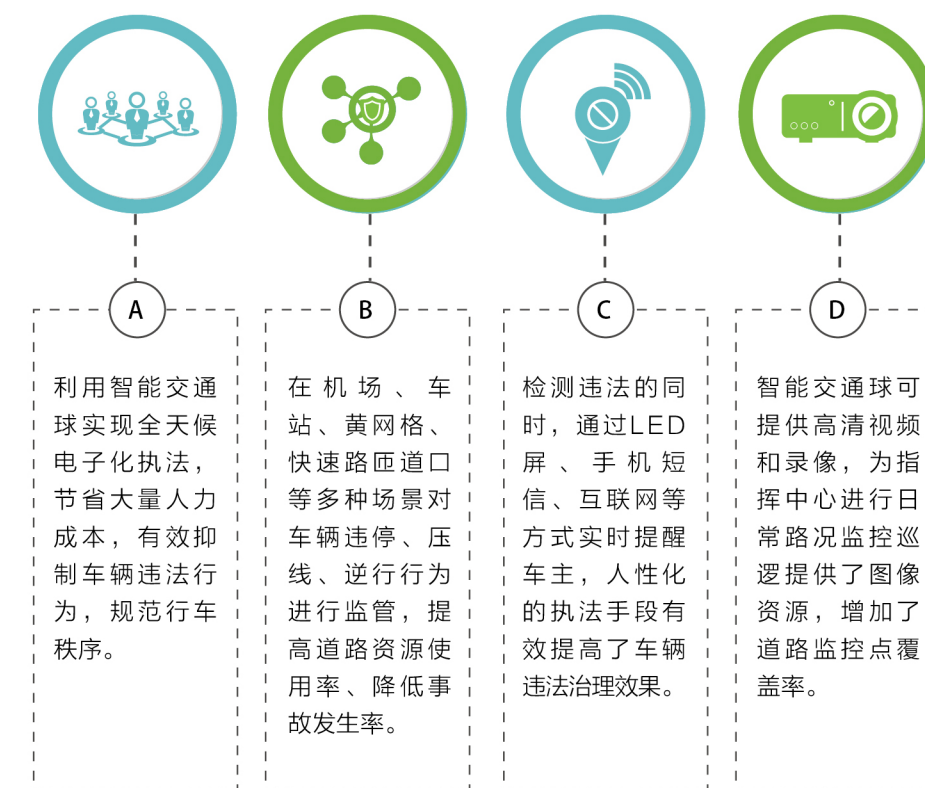 A
利用智能交通
球实现全天候
电子化执法，
节省大量人力
成本，有效抑
制车辆违法行
为，规范行车
秩序。
B
在机场、车
站、黄网格、
快速路匝道口
等多种场景对
车辆违停、压
线、逆行行为
进行监管，提
高道路资源使
用率、降低事
故发生率。
C
检测违法的同
时，通过LED
屏、手机短
信、互联网等
方式实时提醒
车主，人性化
的执法手段有
效提高了车辆
违法治理效果。
D
智能交通球可
提供高清视频
和录像，为指
挥中心进行日
常路况监控巡
逻提供了图像
资源，增加了
道路监控点覆
盖率。